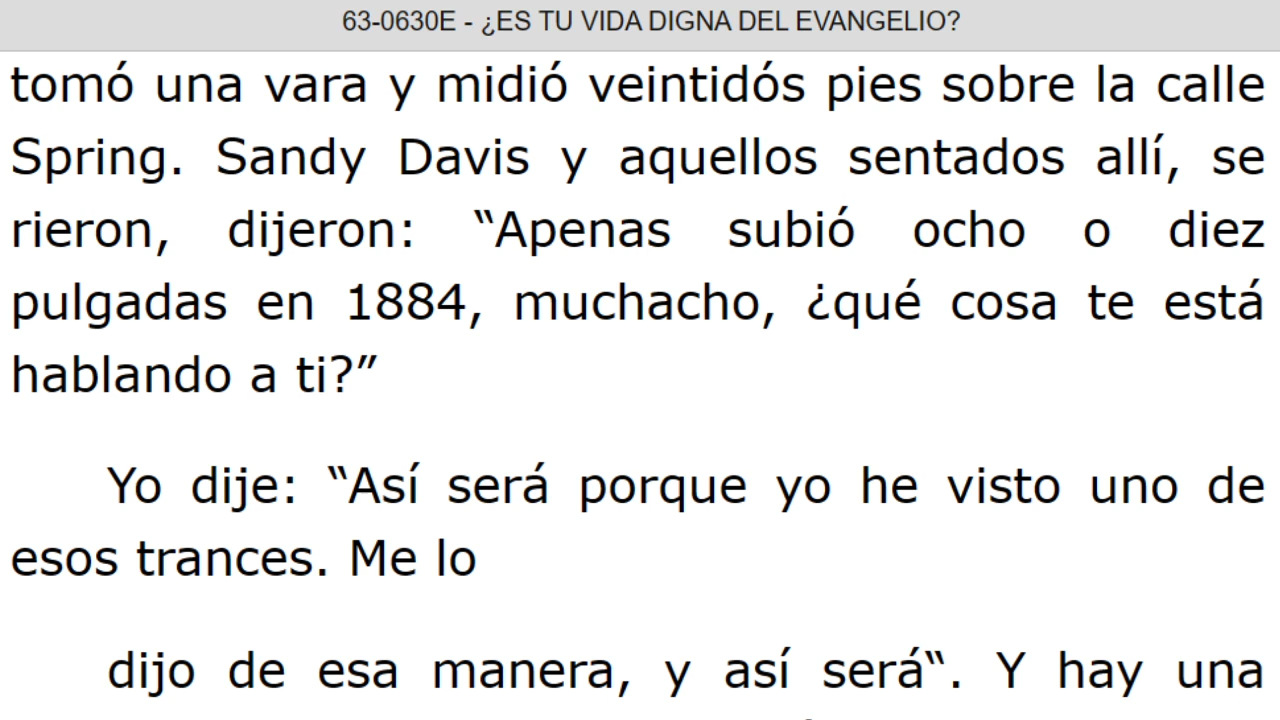 63-0630E - ¿ES TU VIDA DIGNA DEL EVANGELIO?
tomó una vara y midió veintidós pies sobre la calle
Spring. Sandy Davis y aquellos sentados allí, se
rieron, dijeron: “Apenas subió ocho o diez
pulgadas en 1884, muchacho, ¿qué cosa te está
hablando a ti?”
Yo dije: “Así será porque yo he visto uno de
esos trances. Me lo
dijo de esa manera, y así será“. Y hay una